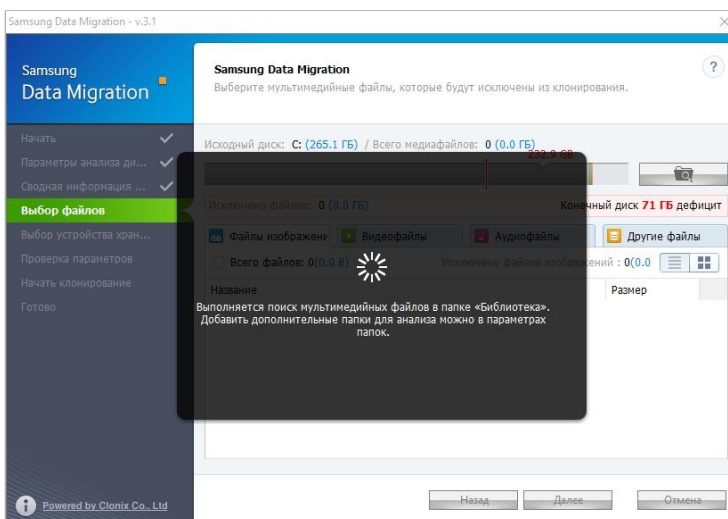 Samsung Data Migration - v.3.1
Samsung
Data Migration
Samsung Data Migration
Выберите мультимедийные файлы, которые будут исключены из клонирования.
?
Начать
Параметры анализа ди...
Сводная информация ...
Выбор файлов
Выбор устройства хран...
Проверка параметров
Начать клонирование
Готово
Исходный диск: C: (265.1 ГБ) / Всего медиафайлов: 0 (0.0 ГБ)
232.9 GB
Исключено файлов: 0 (0.0 ГБ)
Конечный диск 71 ГБ дефицит
Файлы изображени
Видеофайлы
Аудиофайлы
Другие файлы
Всего файлов: 0(0.0 B)
Исключено файлов изображений : 0(0.0
Название
Размер
Выполняется поиск мультимедийных файлов в папке «Библиотека».
Добавить дополнительные папки для анализа можно в параметрах
папок.
Powered by Clonix Co., Ltd
Назад
Далее
Отмена